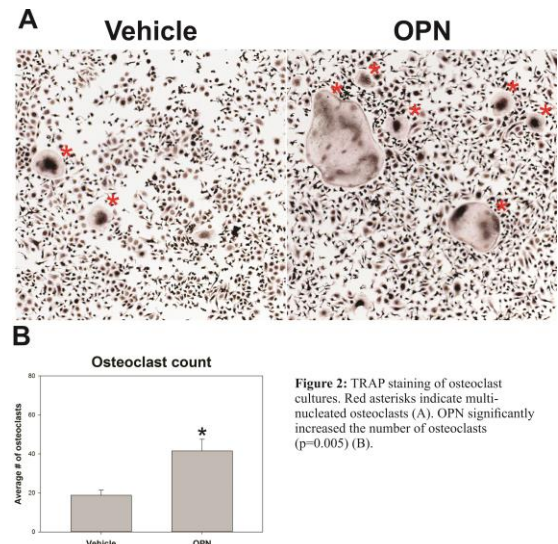 A
Vehicle
OPN
*
*
*
*
*
*
*
*
B
Osteoclast count
Average # of osteoclasts
80
60
40
20
0
*
Vehicle
OPN
Figure 2: TRAP staining of osteoclast
cultures. Red asterisks indicate multi-
nucleated osteoclasts (A). OPN significantly
increased the number of osteoclasts
(p=0.005) (B).